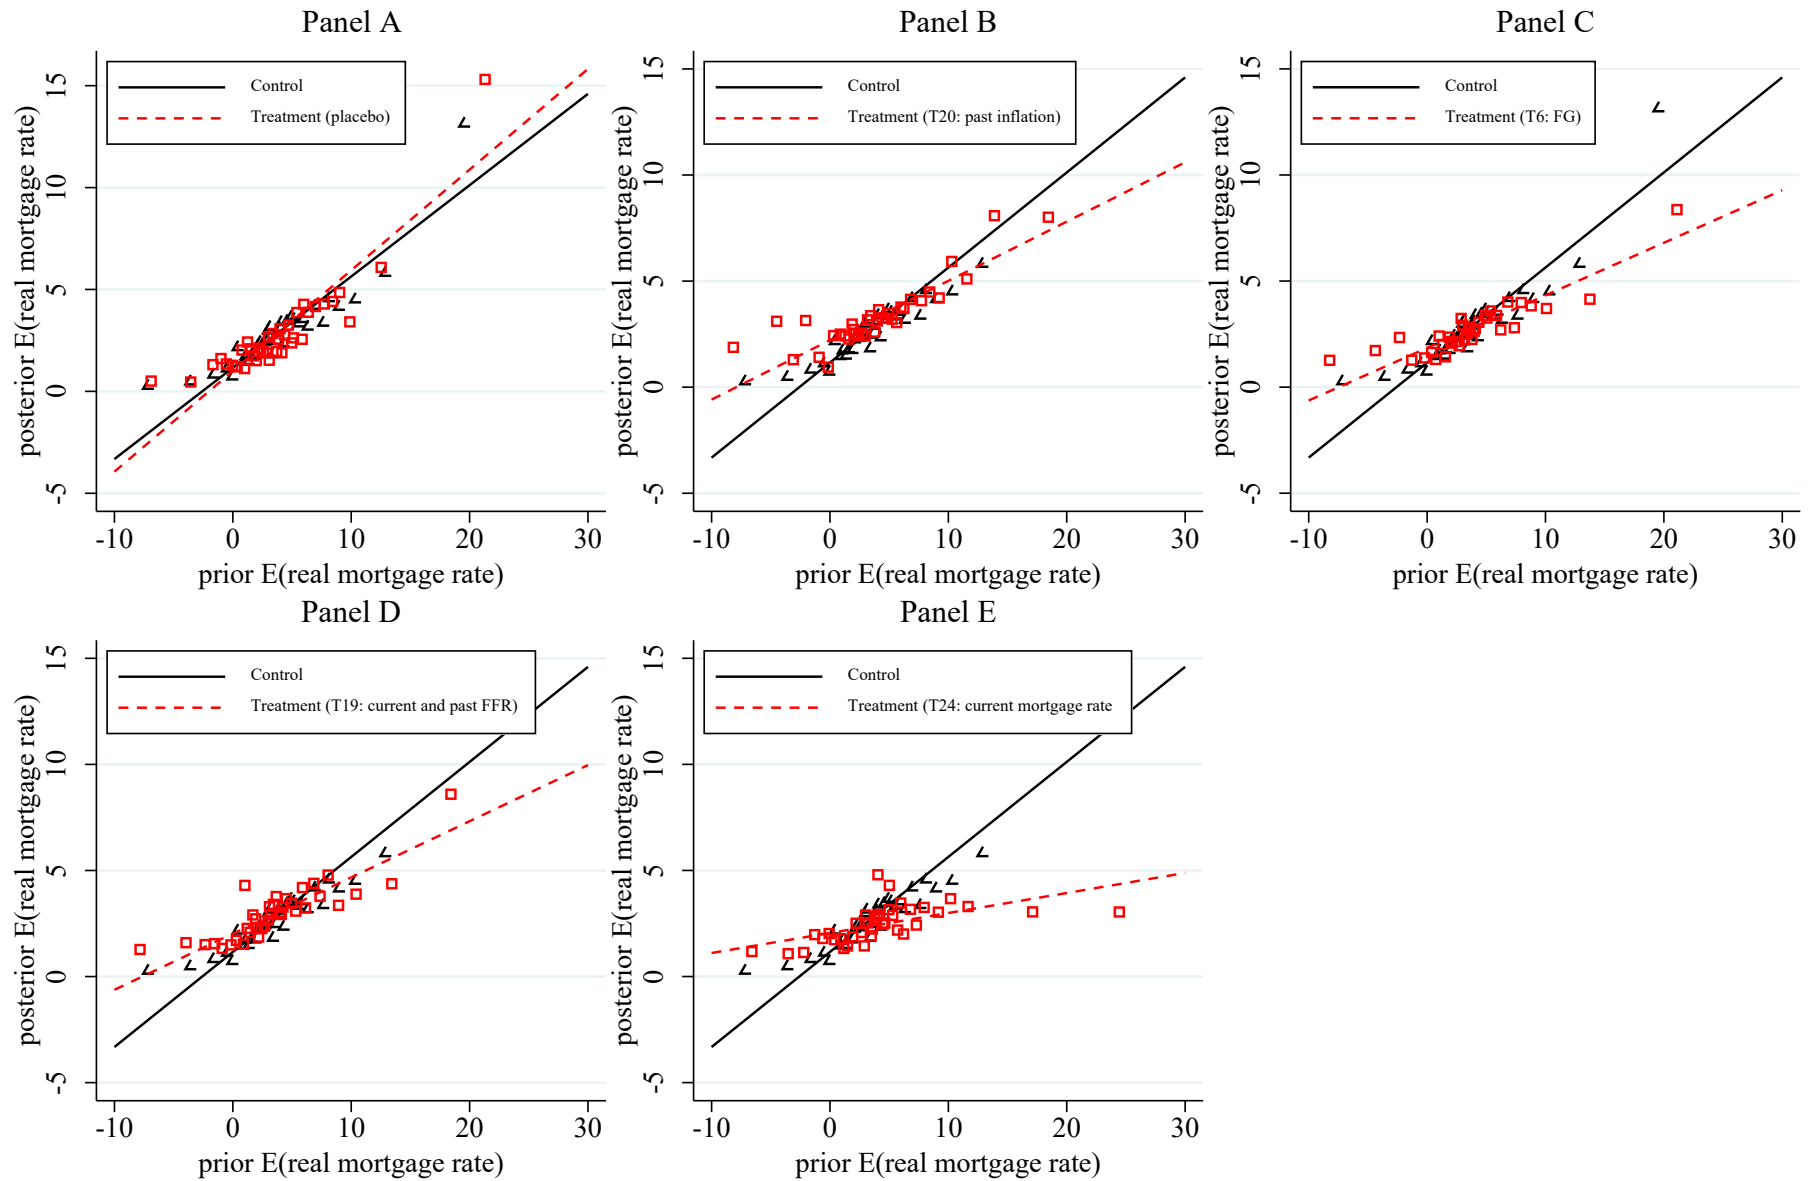 Panel A
Control
Treatment (placebo)
posterior E(real mortgage rate)
15
10
5
0
-5
-10 0 10 20 30
prior E(real mortgage rate)
Panel B
Control
Treatment (T20: past inflation)
posterior E(real mortgage rate)
15
10
5
0
-5
-10 0 10 20 30
prior E(real mortgage rate)
Panel C
Control
Treatment (T6: FG)
posterior E(real mortgage rate)
15
10
5
0
-5
-10 0 10 20 30
prior E(real mortgage rate)
Panel D
Control
Treatment (T19: current and past FFR)
posterior E(real mortgage rate)
15
10
5
0
-5
-10 0 10 20 30
prior E(real mortgage rate)
Panel E
Control
Treatment (T24: current mortgage rate
posterior E(real mortgage rate)
15
10
5
0
-5
-10 0 10 20 30
prior E(real mortgage rate)